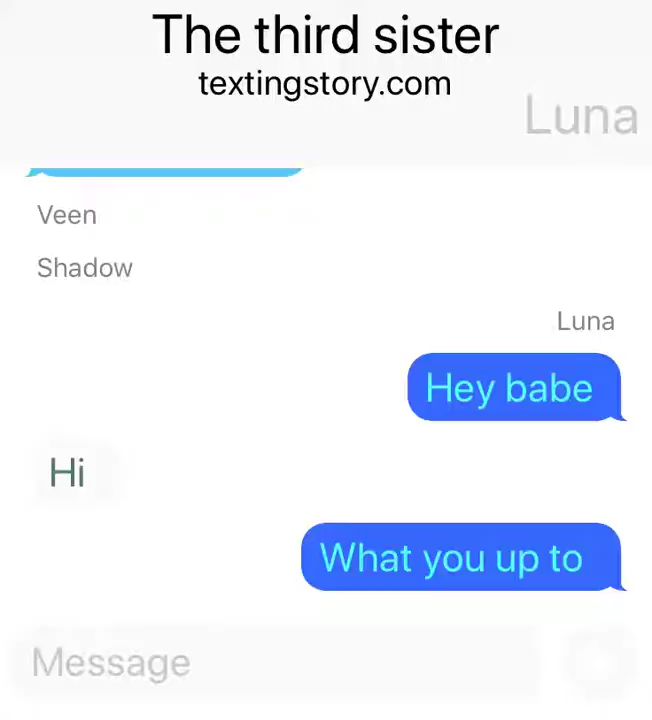 The third sister
textingstory.com
Luna
Veen
Shadow
Luna
Hey babe
Hi
What you up to
Message